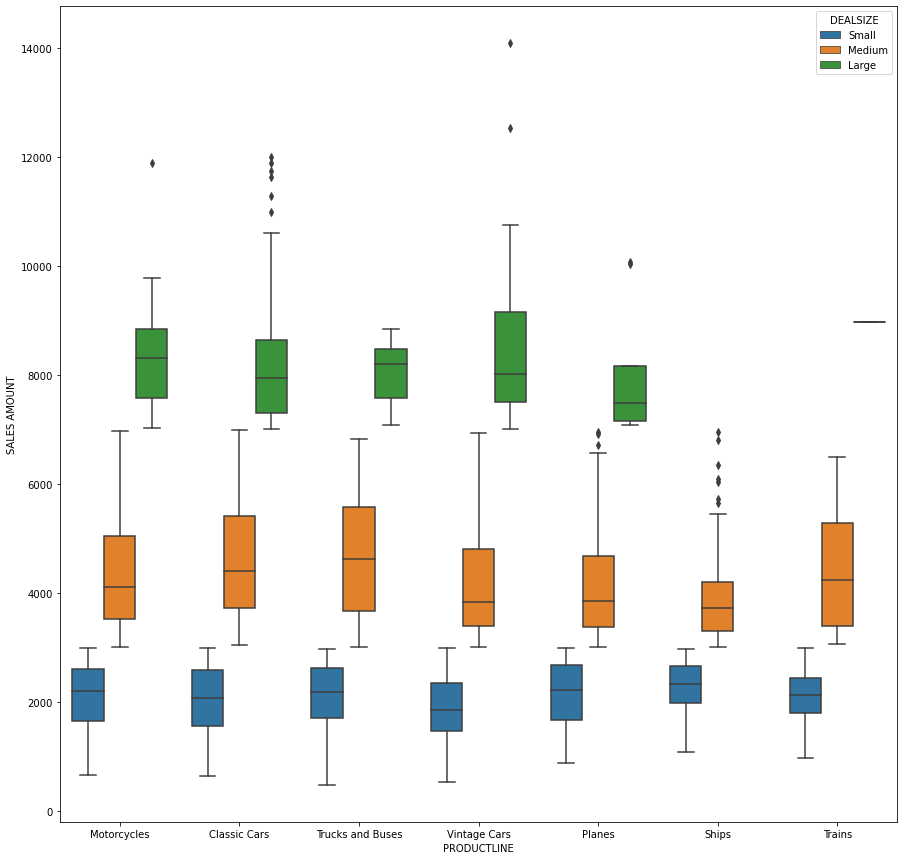 DEALSIZE
Small
Medium
Large
14000
12000
10000
8000
6000
4000
2000
0
SALES AMOUNT
Motorcycles Classic Cars Trucks and Buses Vintage Cars Planes Ships Trains
PRODUCTLINE